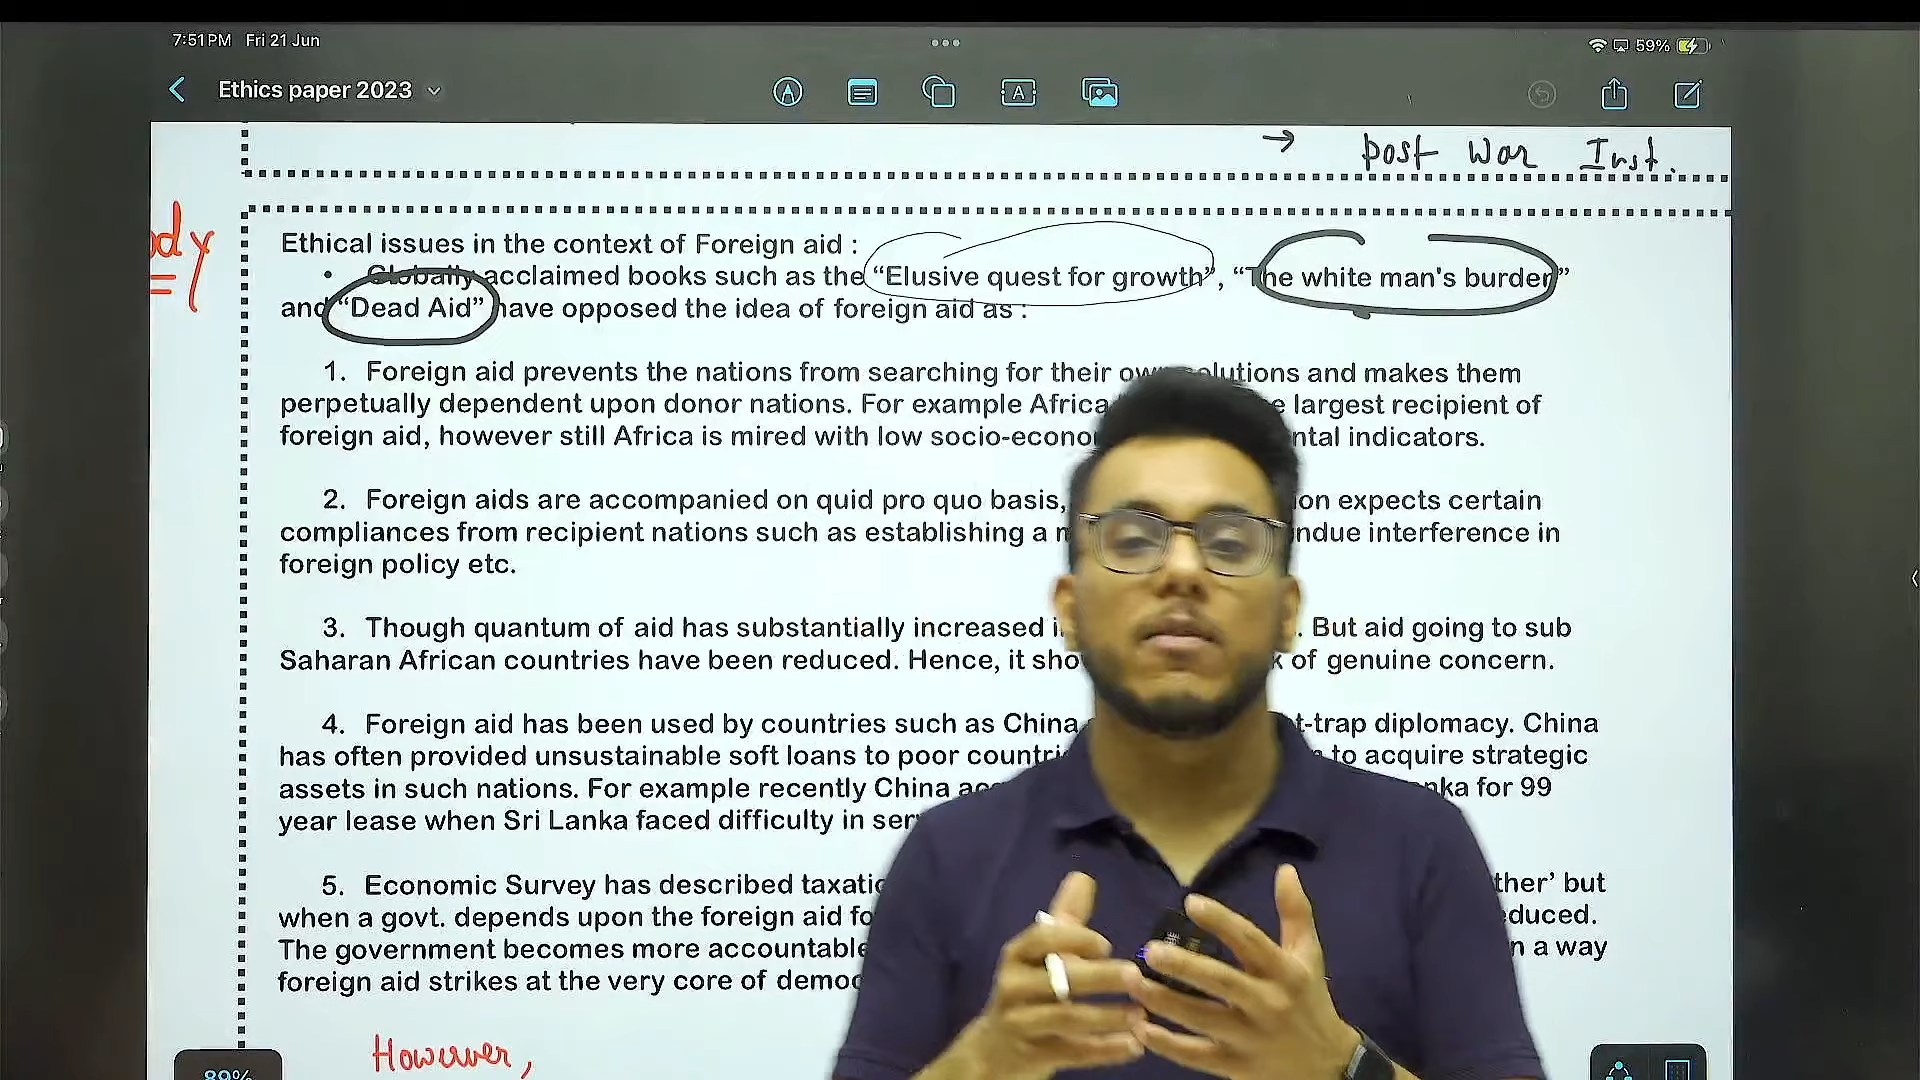 7:51 PM Fri 21 Jun
59%
Ethics paper 2023
A
→ Post War Inst.
ody
Ethical issues in the context of Foreign aid :
• Globally acclaimed books such as the “Elusive quest for growth”, “The white man's burden”
and “Dead Aid” have opposed the idea of foreign aid as :
1. Foreign aid prevents the nations from searching for their own solutions and makes them
perpetually dependent upon donor nations. For example Africa largest recipient of
foreign aid, however still Africa is mired with low socio-econo ntal indicators.
2. Foreign aids are accompanied on quid pro quo basis, on expects certain
compliances from recipient nations such as establishing a m ndue interference in
foreign policy etc.
3. Though quantum of aid has substantially increased . But aid going to sub
Saharan African countries have been reduced. Hence, it sho of genuine concern.
4. Foreign aid has been used by countries such as China t-trap diplomacy. China
has often provided unsustainable soft loans to poor countri to acquire strategic
assets in such nations. For example recently China ac nka for 99
year lease when Sri Lanka faced difficulty in ser
5. Economic Survey has described taxatio ther’ but
when a govt. depends upon the foreign aid fo educed.
The government becomes more accountable n a way
foreign aid strikes at the very core of democ
However,
89%